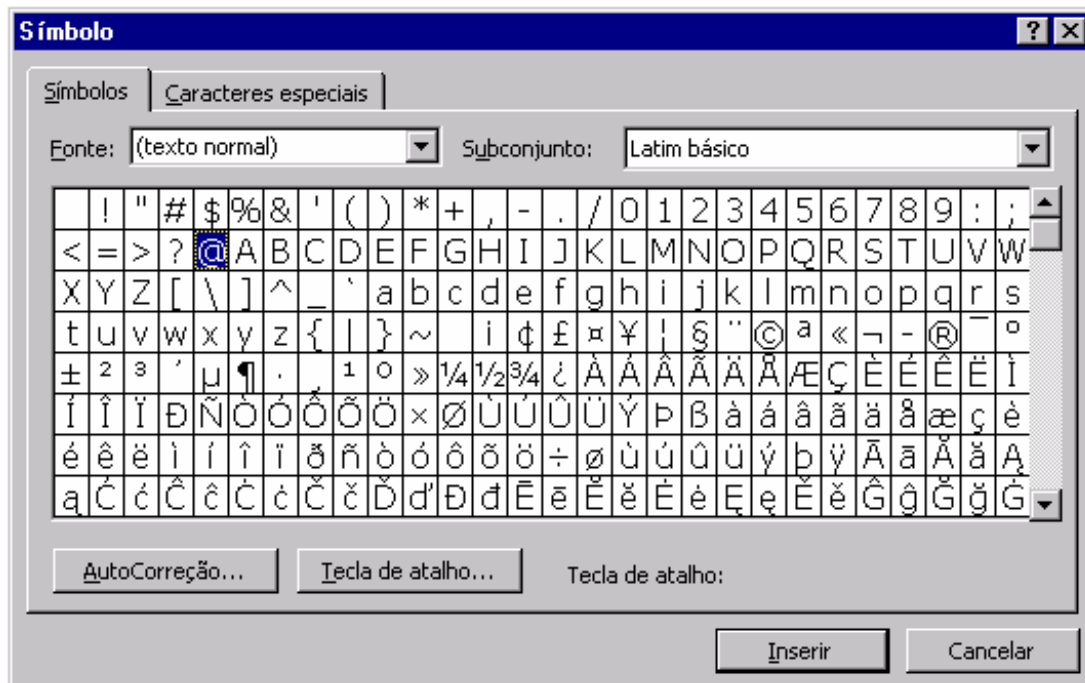 Símbolo
Símbolos Caracteres especiais
Fonte: (texto normal) Subconjunto: Latim básico
! " # $ % & ' ( ) * + , - . / 0 1 2 3 4 5 6 7 8 9 : ;
< = > ? @ A B C D E F G H I J K L M N O P Q R S T U V W
X Y Z [ \ ] ^ _ ` a b c d e f g h i j k l m n o p q r s
t u v w x y z { | } ~ ¡ ¢ £ ¤ ¥ ¦ § ¨ © ª « ¬ - ® ¯ °
± ² ³ ´ µ ¶ · ¸ ¹ º » ¼ ½ ¾ ¿ À Á Â Ã Ä Å Æ Ç È É Ê Ë Ì
Í Î Ï Ð Ñ Ò Ó Ô Õ Ö × Ø Ù Ú Û Ü Ý Þ ß à á â ã ä å æ ç è
é ê ë ì í î ï ð ñ ò ó ô õ ö ÷ ø ù ú û ü ý þ ÿ Ā ā Ă ă Ą
ą Ć ć Ĉ ĉ Ċ ċ Č č Ď ď Đ đ Ē ē Ĕ ĕ Ė ė Ę ę Ě ě Ĝ ĝ Ğ ğ Ġ
AutoCorreção... Tecla de atalho... Tecla de atalho:
Inserir Cancelar